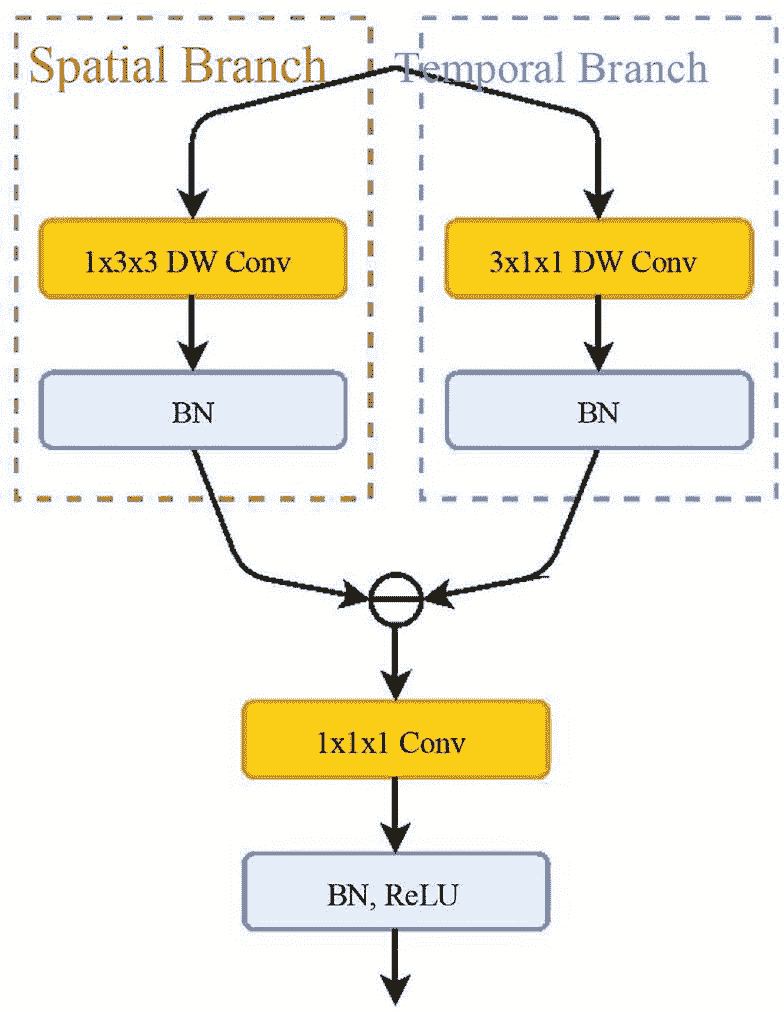 Spatial Branch
Temporal Branch
1x3x3 DW Conv
3x1x1 DW Conv
BN
BN
1x1x1 Conv
BN, ReLU